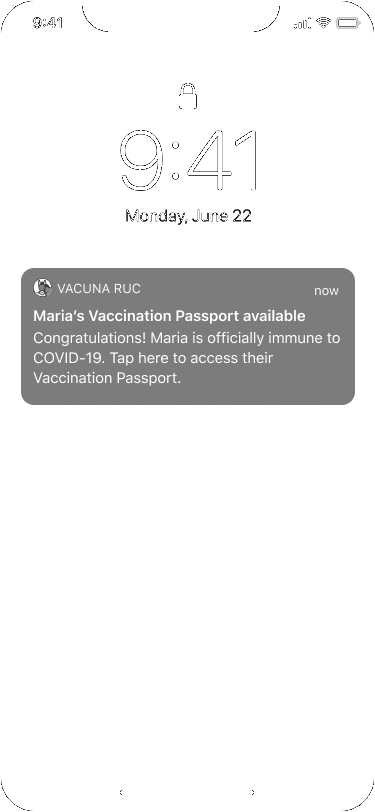 9:41
9:41
Monday, June 22
VACUNA RUC
now
Maria's Vaccination Passport available
Congratulations! Maria is officially immune to
COVID-19. Tap here to access their
Vaccination Passport.